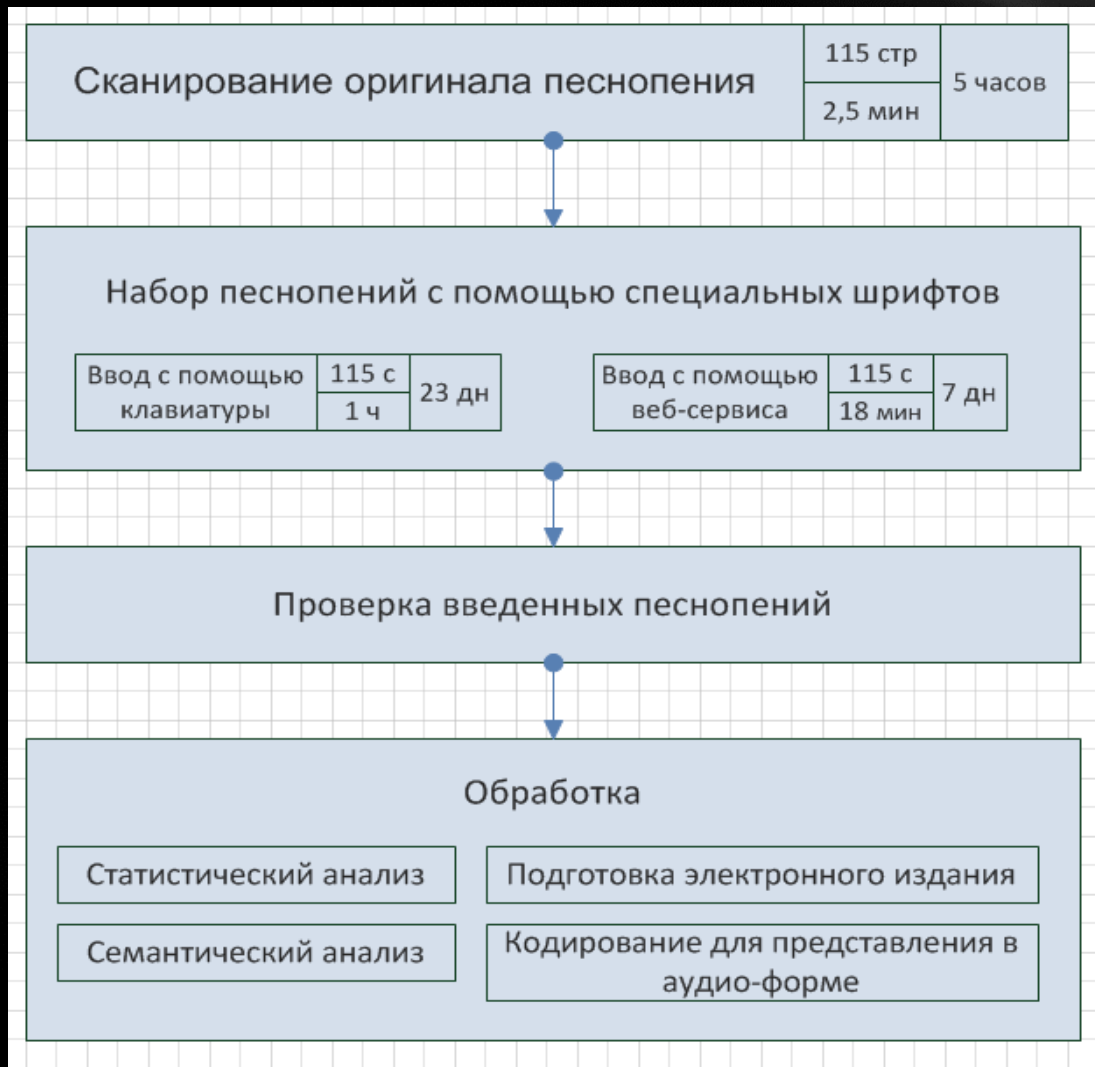 Сканирование оригинала песнопения
115 стр
2,5 мин
5 часов
Набор песнопений с помощью специальных шрифтов
Ввод с помощью
клавиатуры
115 с
1 ч
23 дн
Ввод с помощью
веб-сервиса
115 с
18 мин
7 дн
Проверка введенных песнопений
Обработка
Статистический анализ
Подготовка электронного издания
Семантический анализ
Кодирование для представления в
аудио-форме